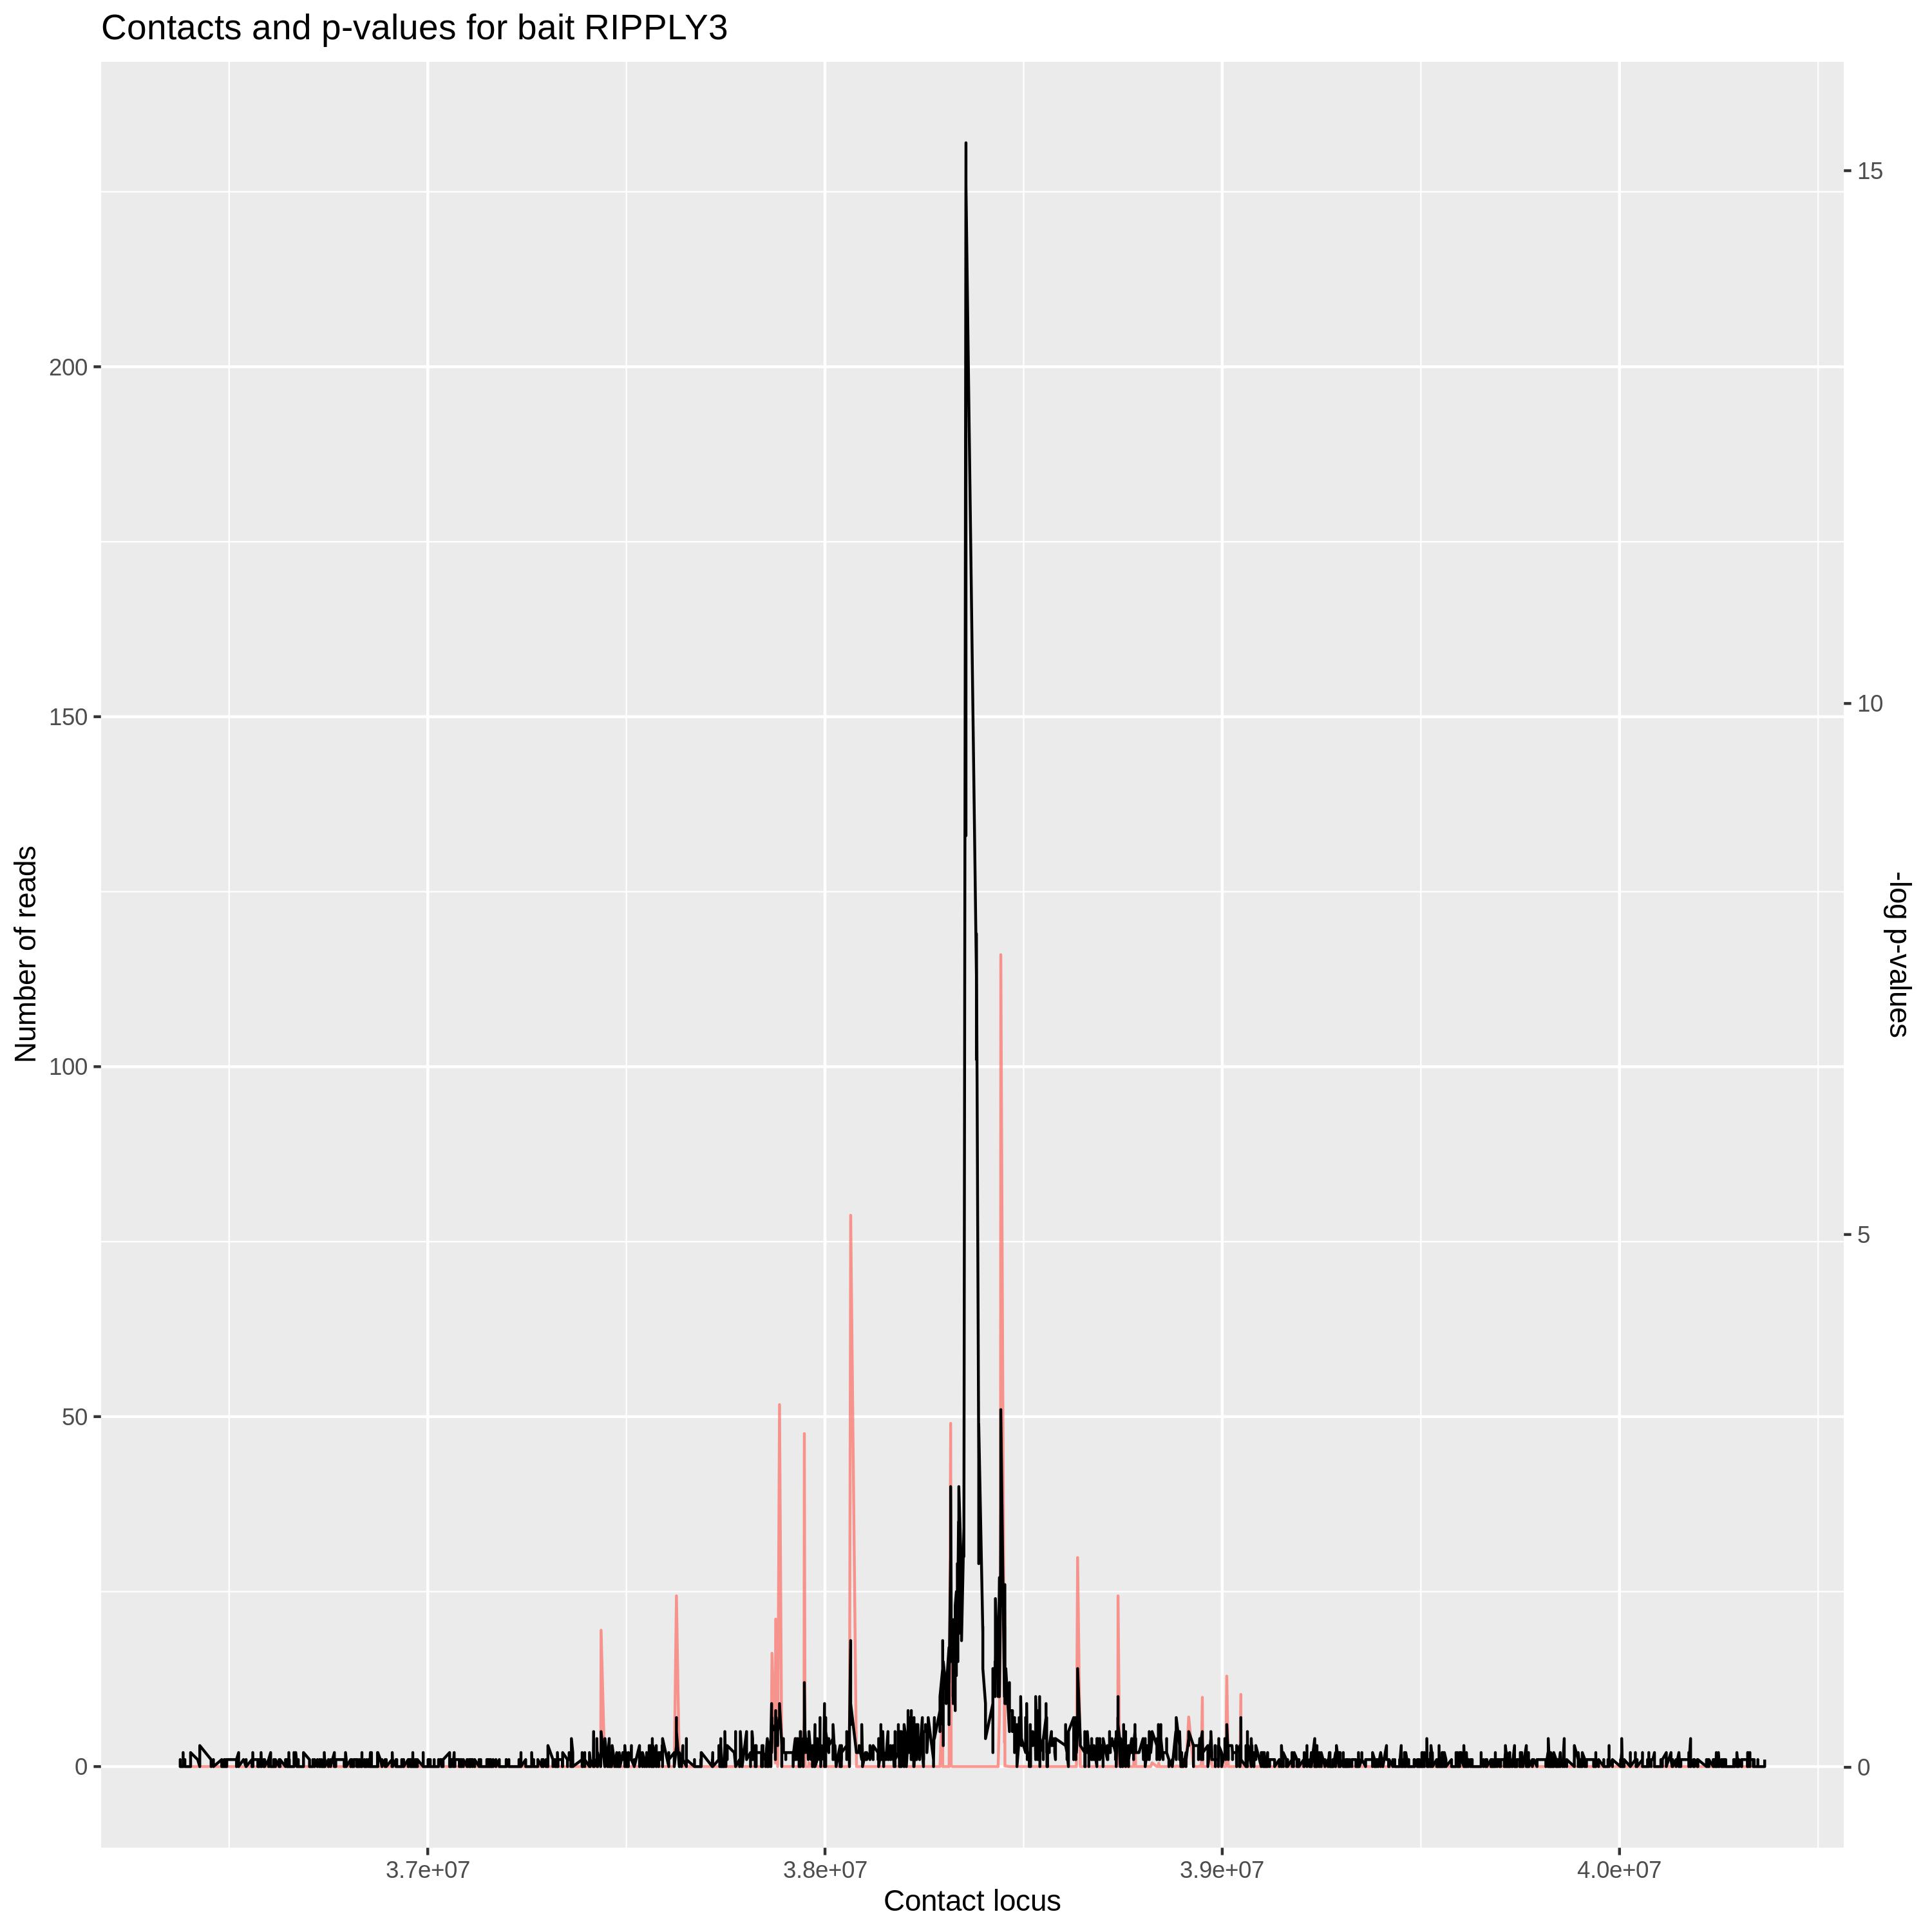 Contacts and p-values for bait RIPPLY3
200
150
100
50
0
Number of reads
15
10
5
0
-log p-values
3.7e+07
3.8e+07
3.9e+07
4.0e+07
Contact locus